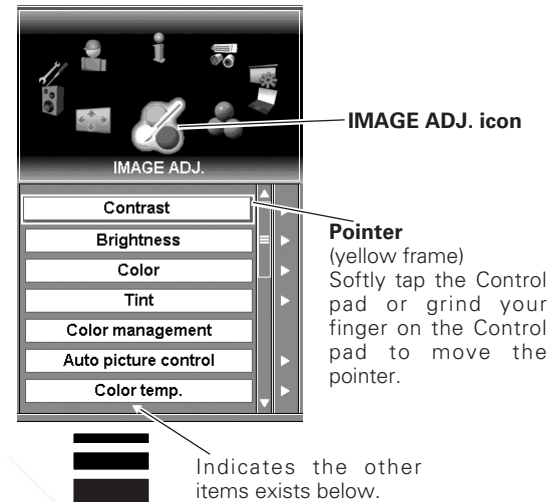 IMAGE ADJ. icon
IMAGE ADJ.
Contrast
Brightness
Color
Tint
Color management
Auto picture control
Color temp.
Pointer
(yellow frame)
Softly tap the Control
pad or grind your
finger on the Control
pad to move the
pointer.
Indicates the other
items exists below.